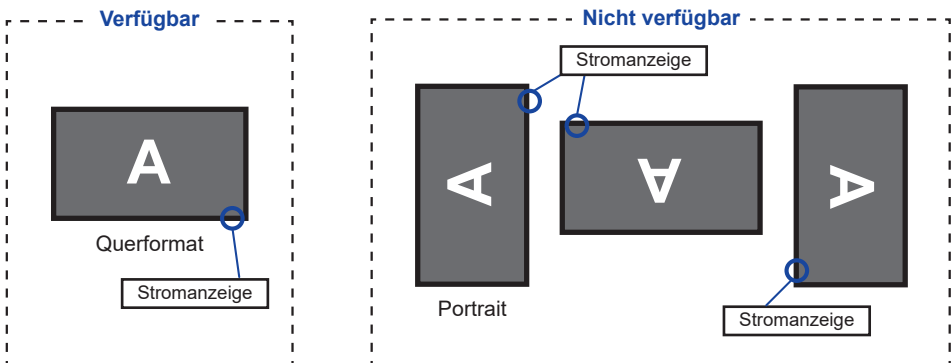 Verfügbar
A
Querformat
Stromanzeige
Nicht verfügbar
Stromanzeige
A
A
A
Portrait
Stromanzeige